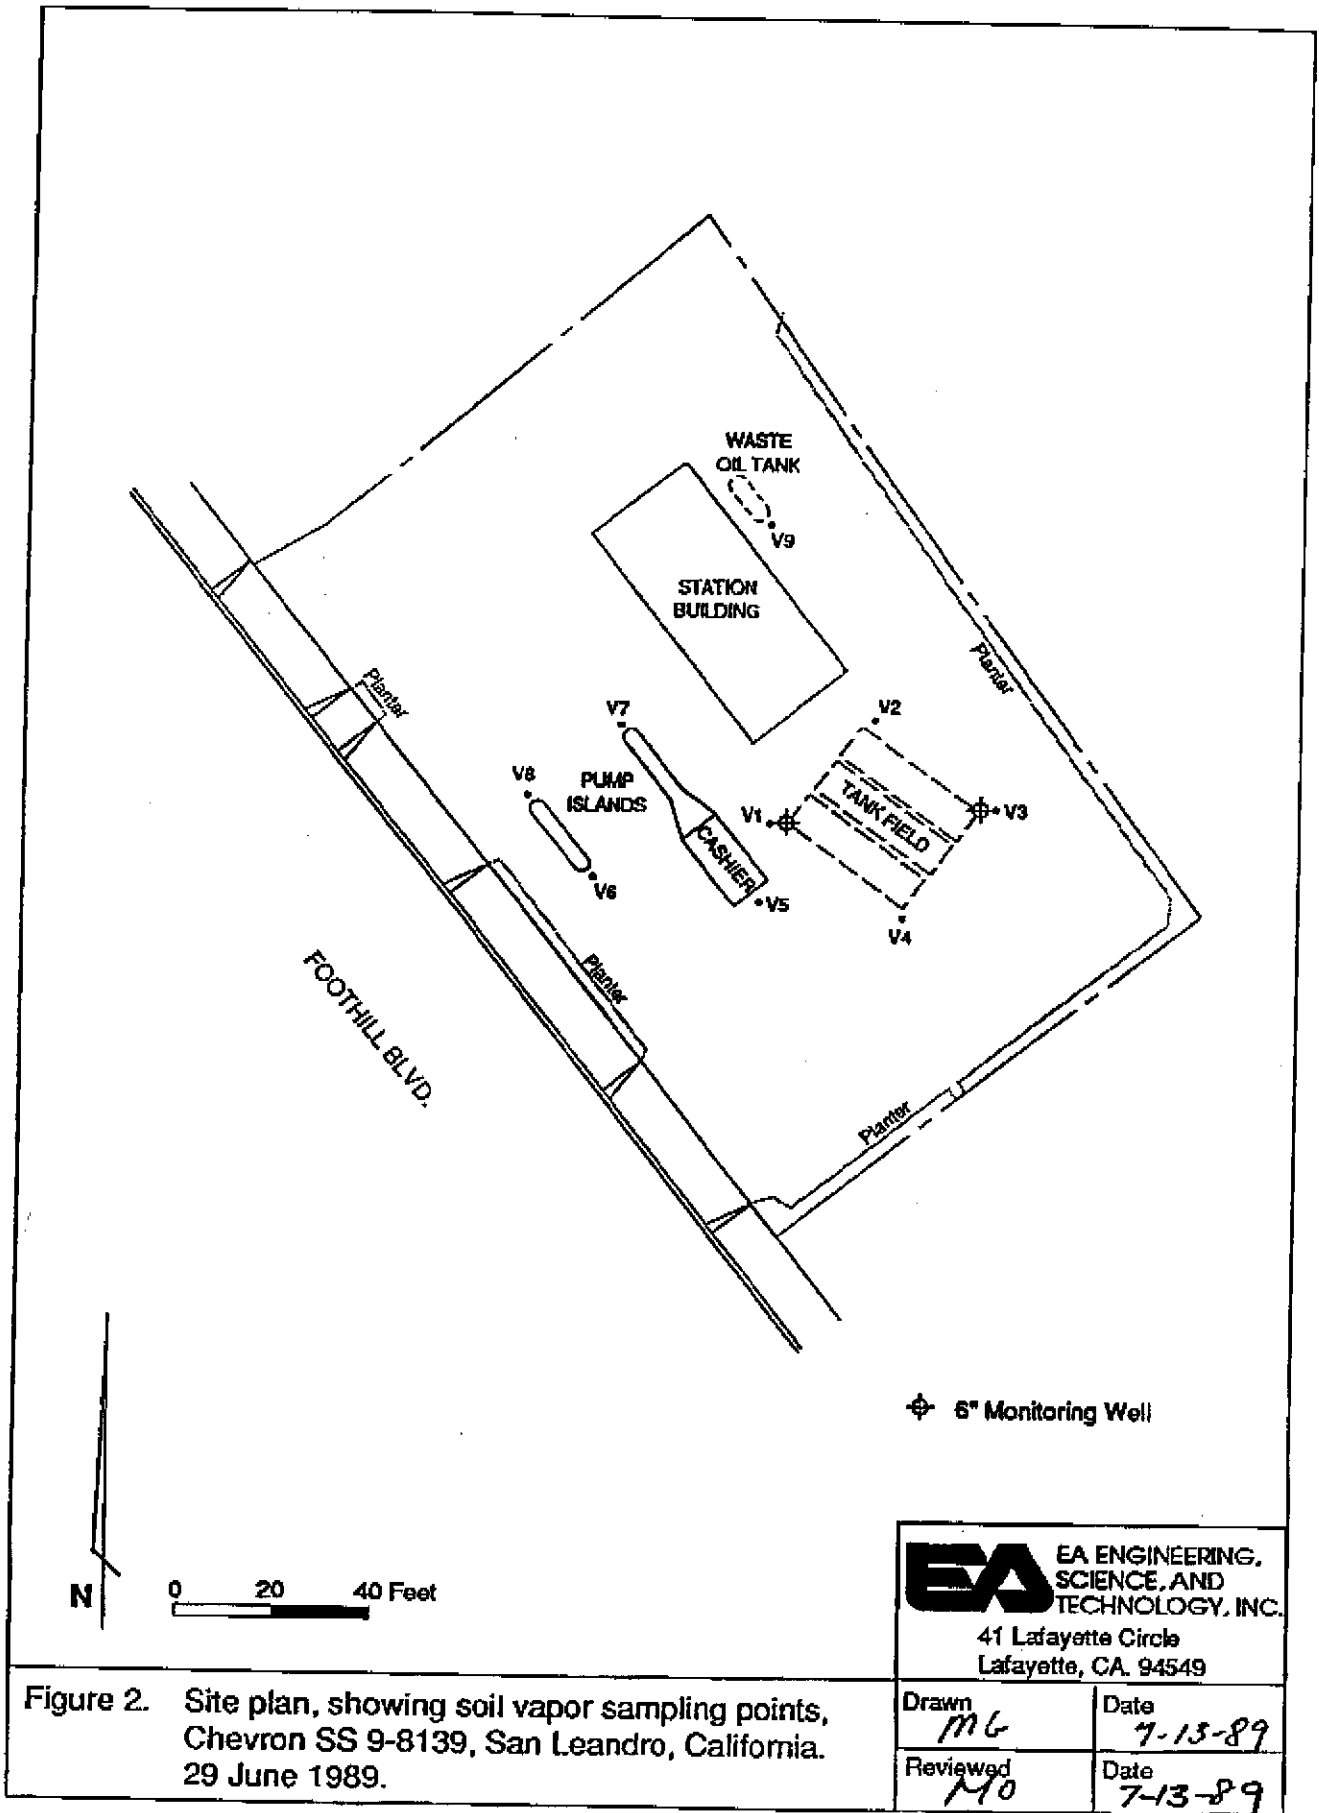 WASTE
OIL TANK
V9
STATION
BUILDING
Planter
Planter
V7
V2
V8
PUMP
ISLANDS
TANK FIELD
V1
V3
CASHIER
V6
V5
V4
Planter
FOOTHILL BLVD.
Planter
6" Monitoring Well
N
0 20 40 Feet
EA
EA ENGINEERING,
SCIENCE, AND
TECHNOLOGY, INC.
41 Lafayette Circle
Lafayette, CA. 94549
Figure 2. Site plan, showing soil vapor sampling points,
Chevron SS 9-8139, San Leandro, California.
29 June 1989.
Drawn
MG
Date
7-13-89
Reviewed
MO
Date
7-13-89